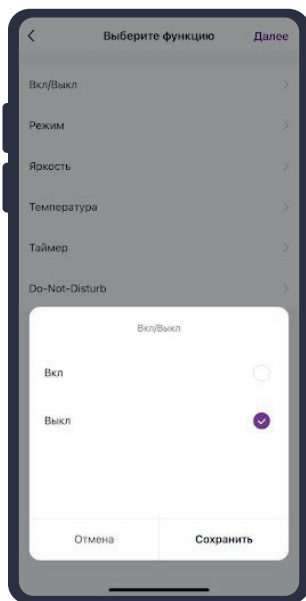 Выберите функцию Далее
Вкл/Выкл
Режим
Яркость
Температура
Таймер
Do-Not-Disturb
Вкл/Выкл
Вкл
Выкл
Отмена Сохранить